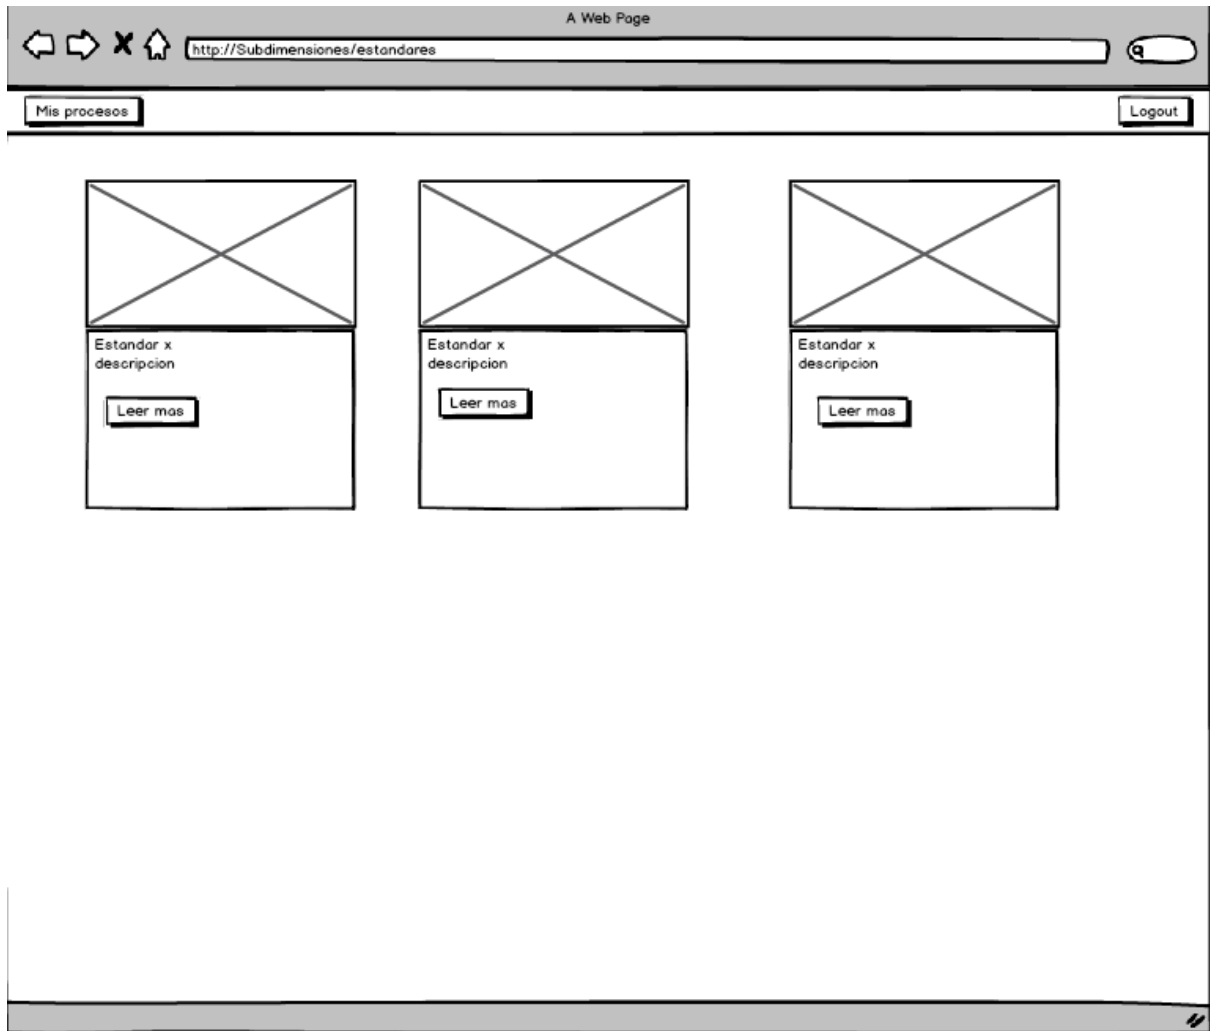 A Web Page
http://Subdimensiones/estandares
Mis procesos
Logout
Estandar x
descripcion
Leer mas
Estandar x
descripcion
Leer mas
Estandar x
descripcion
Leer mas